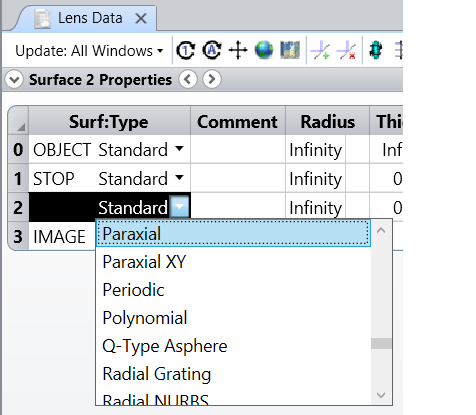 Lens Data
Update: All Windows
Surface 2 Properties
Surf:Type Comment Radius Thi
0 OBJECT Standard Infinity Inf
1 STOP Standard Infinity 0
2 Standard Infinity 0
3 IMAGE
Paraxial
Paraxial XY
Periodic
Polynomial
Q-Type Asphere
Radial Grating
Radial NURBS